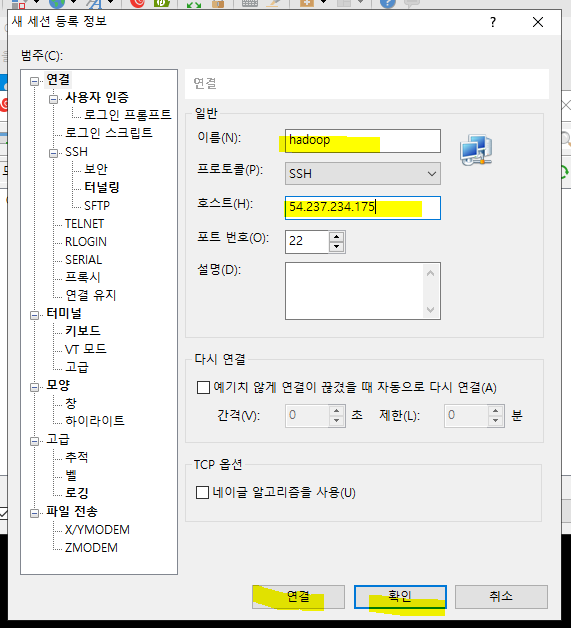 새 세션 등록 정보
?
범주(C):
연결
사용자 인증
로그인 프롬프트
로그인 스크립트
SSH
보안
터널링
SFTP
TELNET
RLOGIN
SERIAL
프록시
연결 유지
터미널
키보드
VT 모드
고급
모양
창
하이라이트
고급
추적
벨
로깅
파일 전송
X/YMODEM
ZMODEM
연결
일반
이름(N): hadoop
프로토콜(P): SSH
호스트(H): 54.237.234.175
포트 번호(O): 22
설명(D):
다시 연결
예기치 않게 연결이 끊겼을 때 자동으로 다시 연결(A)
간격(V): 0 초 제한(L): 0 분
TCP 옵션
네이글 알고리즘을 사용(U)
연결 확인 취소